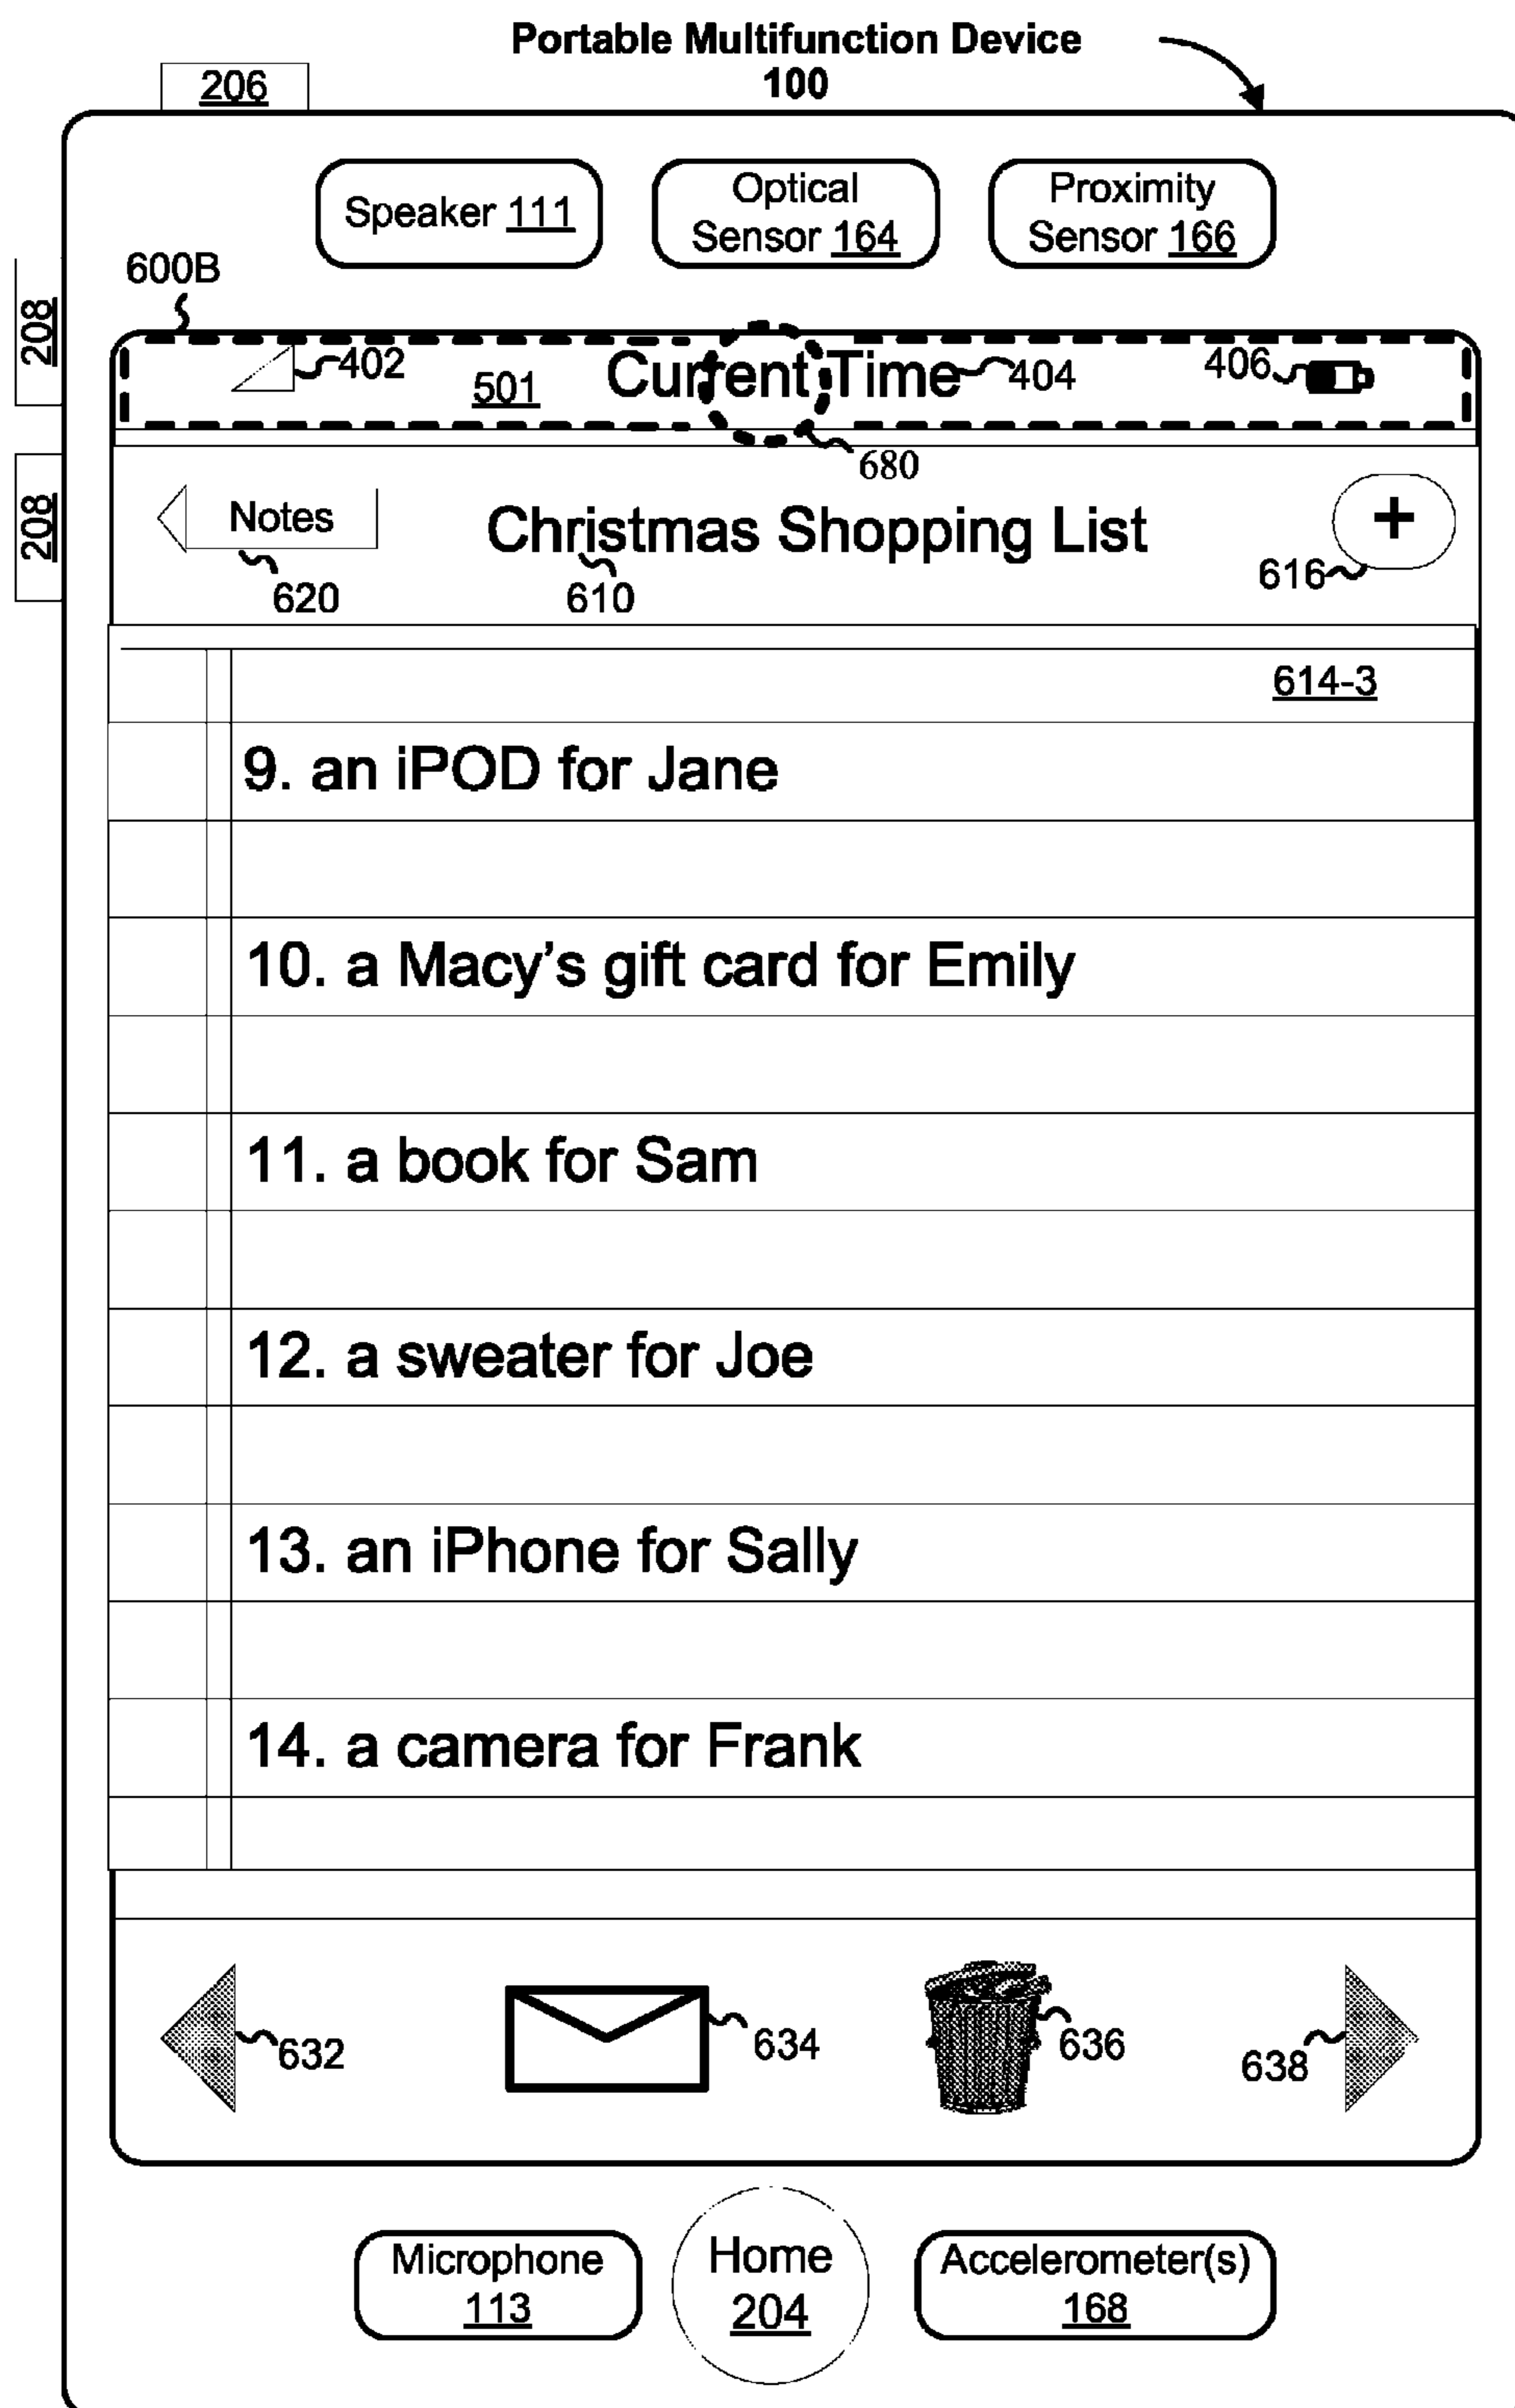 Portable Multifunction Device
100
206
Speaker 111
Optical
Sensor 164
Proximity
Sensor 166
600B
208
402
501
Current Time
404
406
680
208
Notes
Christmas Shopping List
+
620
610
616
614-3
9. an iPOD for Jane
10. a Macy's gift card for Emily
11. a book for Sam
12. a sweater for Joe
13. an iPhone for Sally
14. a camera for Frank
632
634
636
638
Microphone
113
Home
204
Accelerometer(s)
168